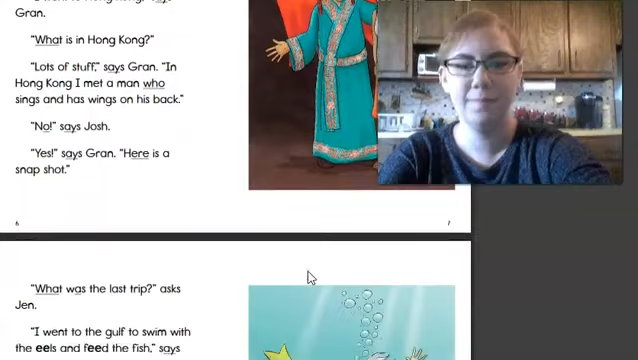 Gran.
"What is in Hong Kong?"
"Lots of stuff," says Gran. "In
Hong Kong I met a man who
sings and has wings on his back."
"No!" says Josh.
"Yes!" says Gran. "Here is a
snap shot."
6
7
"What was the last trip?" asks
Jen.
"I went to the gulf to swim with
the eels and feed the fish," says